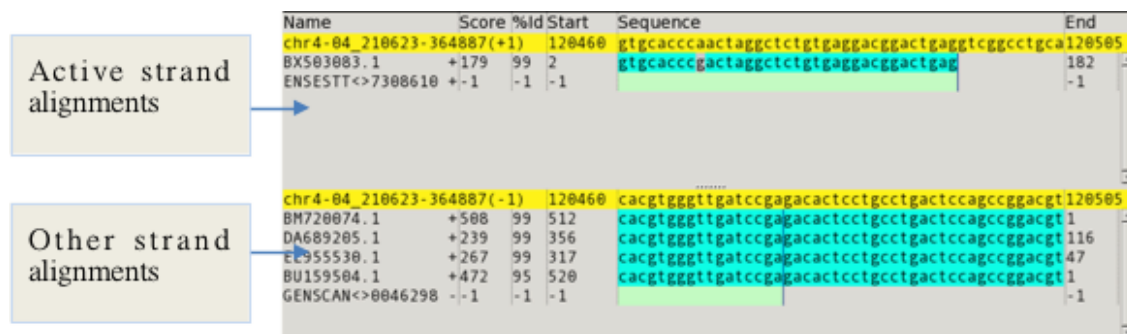 Name Score %Id Start Sequence End
chr4-04_210623-364887(+1) 120460 gtgcacccaactaggctctgtgaggacggactgaggtcggcctgca 120505
BX503083.1 +179 99 2 gtgcacccgactaggctctgtgaggacggactgag 182
ENSESTT<>7308610 +-1 -1 -1 -1
Active strand
alignments
chr4-04_210623-364887(-1) 120460 cacgtgggttgatccgagacactcctgcctgactccagccggacgt 120505
BM720074.1 +508 99 512 cacgtgggttgatccgagacactcctgcctgactccagccggacgt 1
DA689205.1 +239 99 356 cacgtgggttgatccgagacactcctgcctgactccagccggacgt 116
+267 99 317 cacgtgggttgatccgagacactcctgcctgactccagccggacgt 47
BU159504.1 +472 95 520 cacgtgggttgatccgagacactcctgcctgactccagccggacgt 1
GENSCAN<>0046298 --1 -1 -1 -1
Other strand
alignments